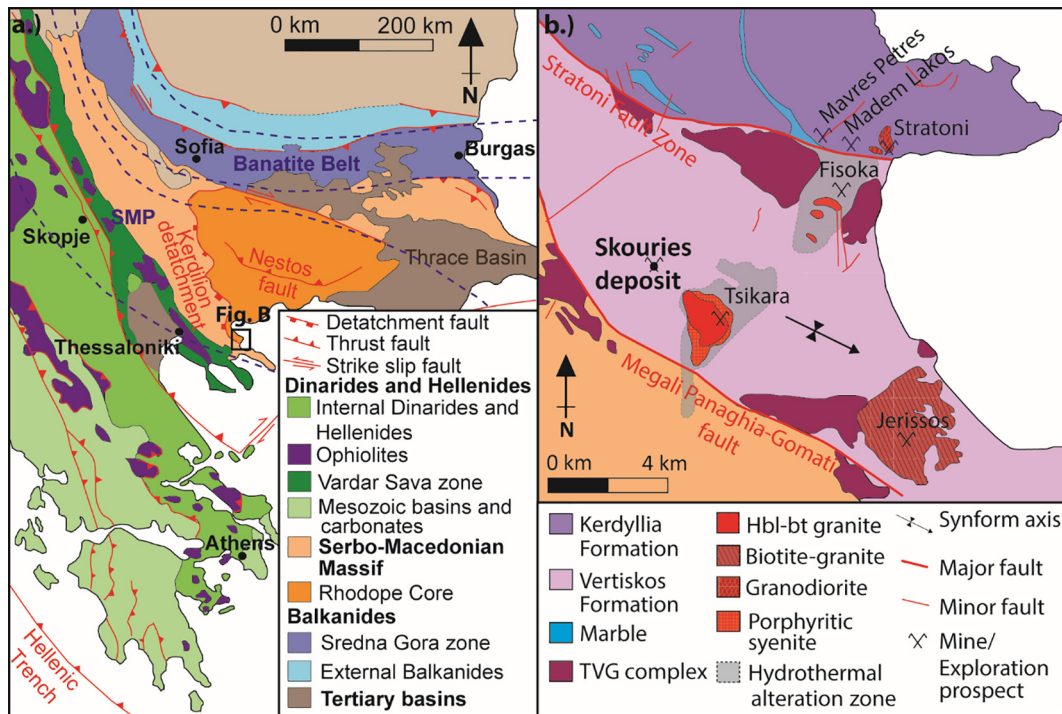 a.)
0 km 200 km
N
Sofia
Burgas
Banatite Belt
SMP
Skopje
Kerdilion
detatchment
Nestos
fault
Thrace Basin
Fig. B
Thessaloniki
Athens
Hellenic
Trench
Detatchment fault
Thrust fault
Strike slip fault
Dinarides and Hellenides
Internal Dinarides and
Hellenides
Ophiolites
Vardar Sava zone
Mesozoic basins and
carbonates
Serbo-Macedonian
Massif
Rhodope Core
Balkanides
Sredna Gora zone
External Balkanides
Tertiary basins
b.)
Stratoni Fault Zone
Mavres Petres
Madem Lakos
Stratoni
Fisoka
Skouries
deposit
Tsikara
Megali Panaghia-Gomati
fault
Jerissos
N
0 km 4 km
Kerdyllia
Formation
Vertiskos
Formation
Marble
TVG complex
Hbl-bt granite
Biotite-granite
Granodiorite
Porphyritic
syenite
Hydrothermal
alteration zone
Synform axis
Major fault
Minor fault
Mine/
Exploration
prospect